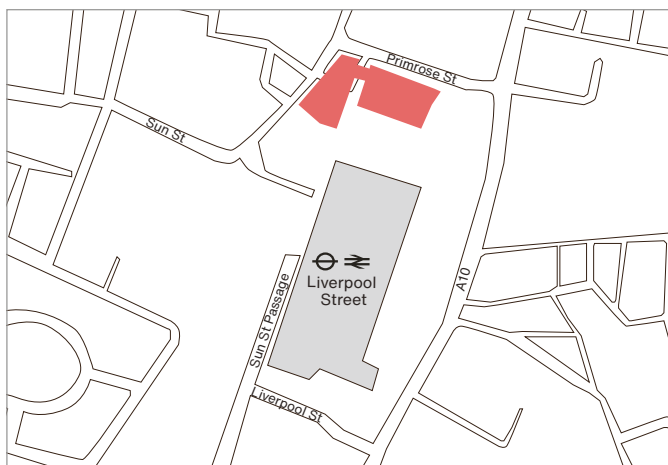 Primrose St
Sun St
Liverpool
Street
A10
Sun St Passage
Liverpool St